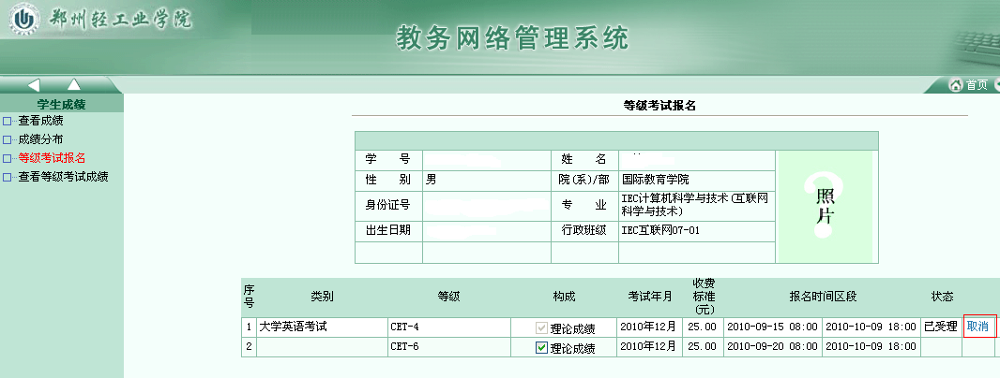 郑州轻工业学院
教务网络管理系统
首页
学生成绩
查看成绩
成绩分布
等级考试报名
查看等级考试成绩
等级考试报名
学 号 姓 名
性 别 男 院(系)/部 国际教育学院
身份证号 专 业 IEC计算机科学与技术(互联网
科学与技术)
出生日期 行政班级 IEC互联网07-01
照
片
序
号 类别 等级 构成 考试年月 收费
标准
(元) 报名时间区段 状态
1 大学英语考试 CET-4 理论成绩 2010年12月 25.00 2010-09-15 08:00 2010-10-09 18:00 已受理 取消
2 CET-6 理论成绩 2010年12月 25.00 2010-09-20 08:00 2010-10-09 18:00